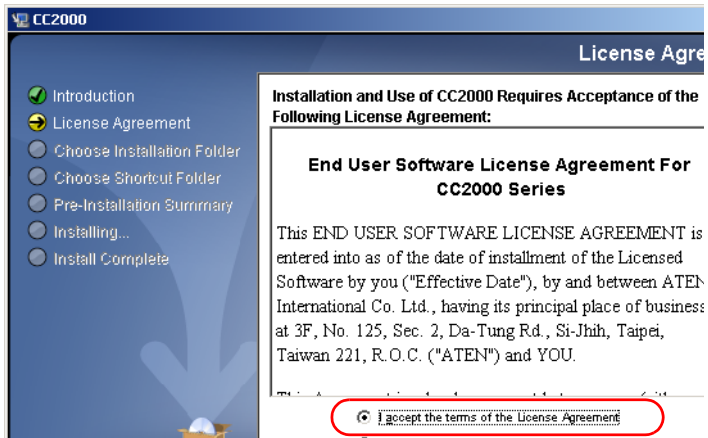 CC2000
License Agre
Introduction
License Agreement
Choose Installation Folder
Choose Shortcut Folder
Pre-Installation Summary
Installing...
Install Complete
Installation and Use of CC2000 Requires Acceptance of the
Following License Agreement:
End User Software License Agreement For
CC2000 Series
This END USER SOFTWARE LICENSE AGREEMENT is
entered into as of the date of installment of the Licensed
Software by you ("Effective Date"), by and between ATEN
International Co. Ltd., having its principal place of business
at 3F, No. 125, Sec. 2, Da-Tung Rd., Si-Jhih, Taipei,
Taiwan 221, R.O.C. ("ATEN") and YOU.
I accept the terms of the License Agreement